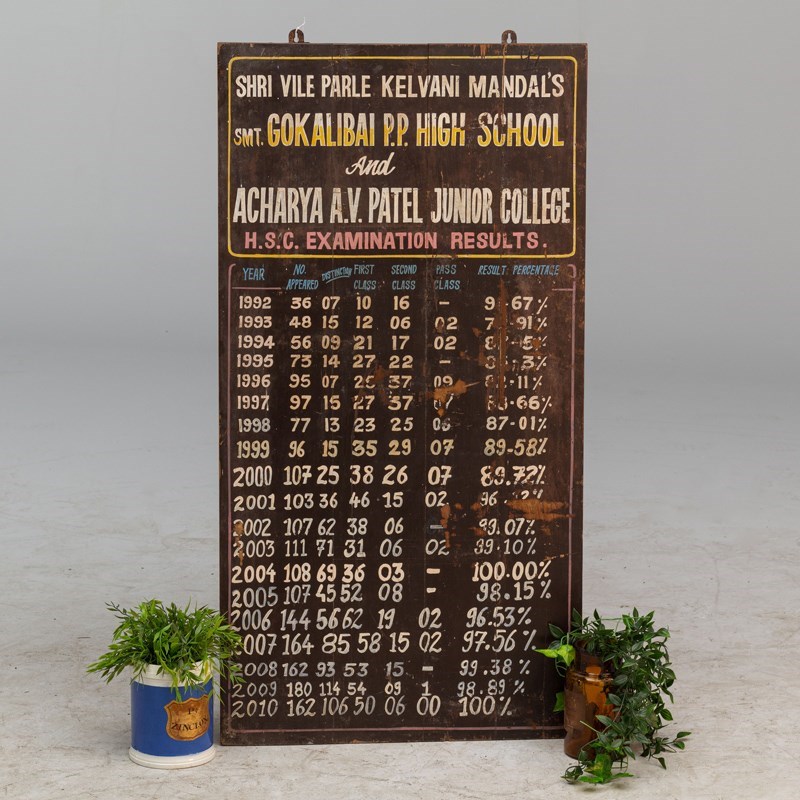 SHRI VILE PARLE KELVANI MANDAL'S
SMT. GOKALIBAI P.P. HIGH SCHOOL
And
ACHARYA A.V. PATEL JUNIOR COLLEGE
H.S.C. EXAMINATION RESULTS.
YEAR NO. APPEARED DISTINCTION FIRST CLASS SECOND CLASS PASS CLASS RESULT PERCENTAGE
1992 36 07 10 16 –
1993 48 15 12 06 02
1994 56 09 21 17 02
1995 73 14 27 22 –
1996 95 07 37 09
1997 97 15 27 37
1998 77 13 23 25 87-01%
1999 96 15 35 29 07 89-58%
2000 107 25 38 26 07 89.72%
2001 103 36 46 15 02
2002 107 62 38 06 – 99.07%
2003 111 71 31 06 02 99.10%
2004 108 69 36 03 – 100.00%
2005 107 45 52 08 – 98.15%
2006 144 56 62 19 02 96.53%
2007 164 85 58 15 02 97.56%
2008 162 93 53 15 – 99.38%
2009 180 114 54 09 1 98.89%
2010 162 106 50 06 00 100%